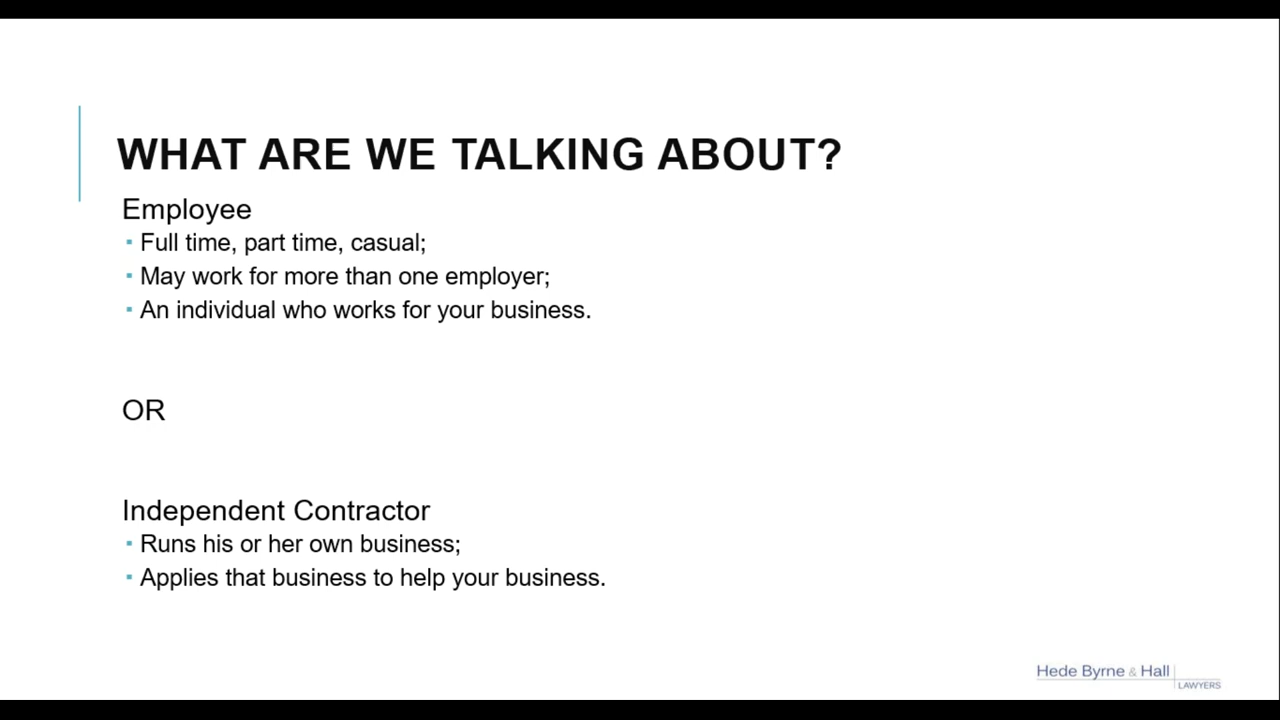 WHAT ARE WE TALKING ABOUT?
Employee
▪ Full time, part time, casual;
▪ May work for more than one employer;
▪ An individual who works for your business.
OR
Independent Contractor
▪ Runs his or her own business;
▪ Applies that business to help your business.
Hede Byrne & Hall
LAWYERS